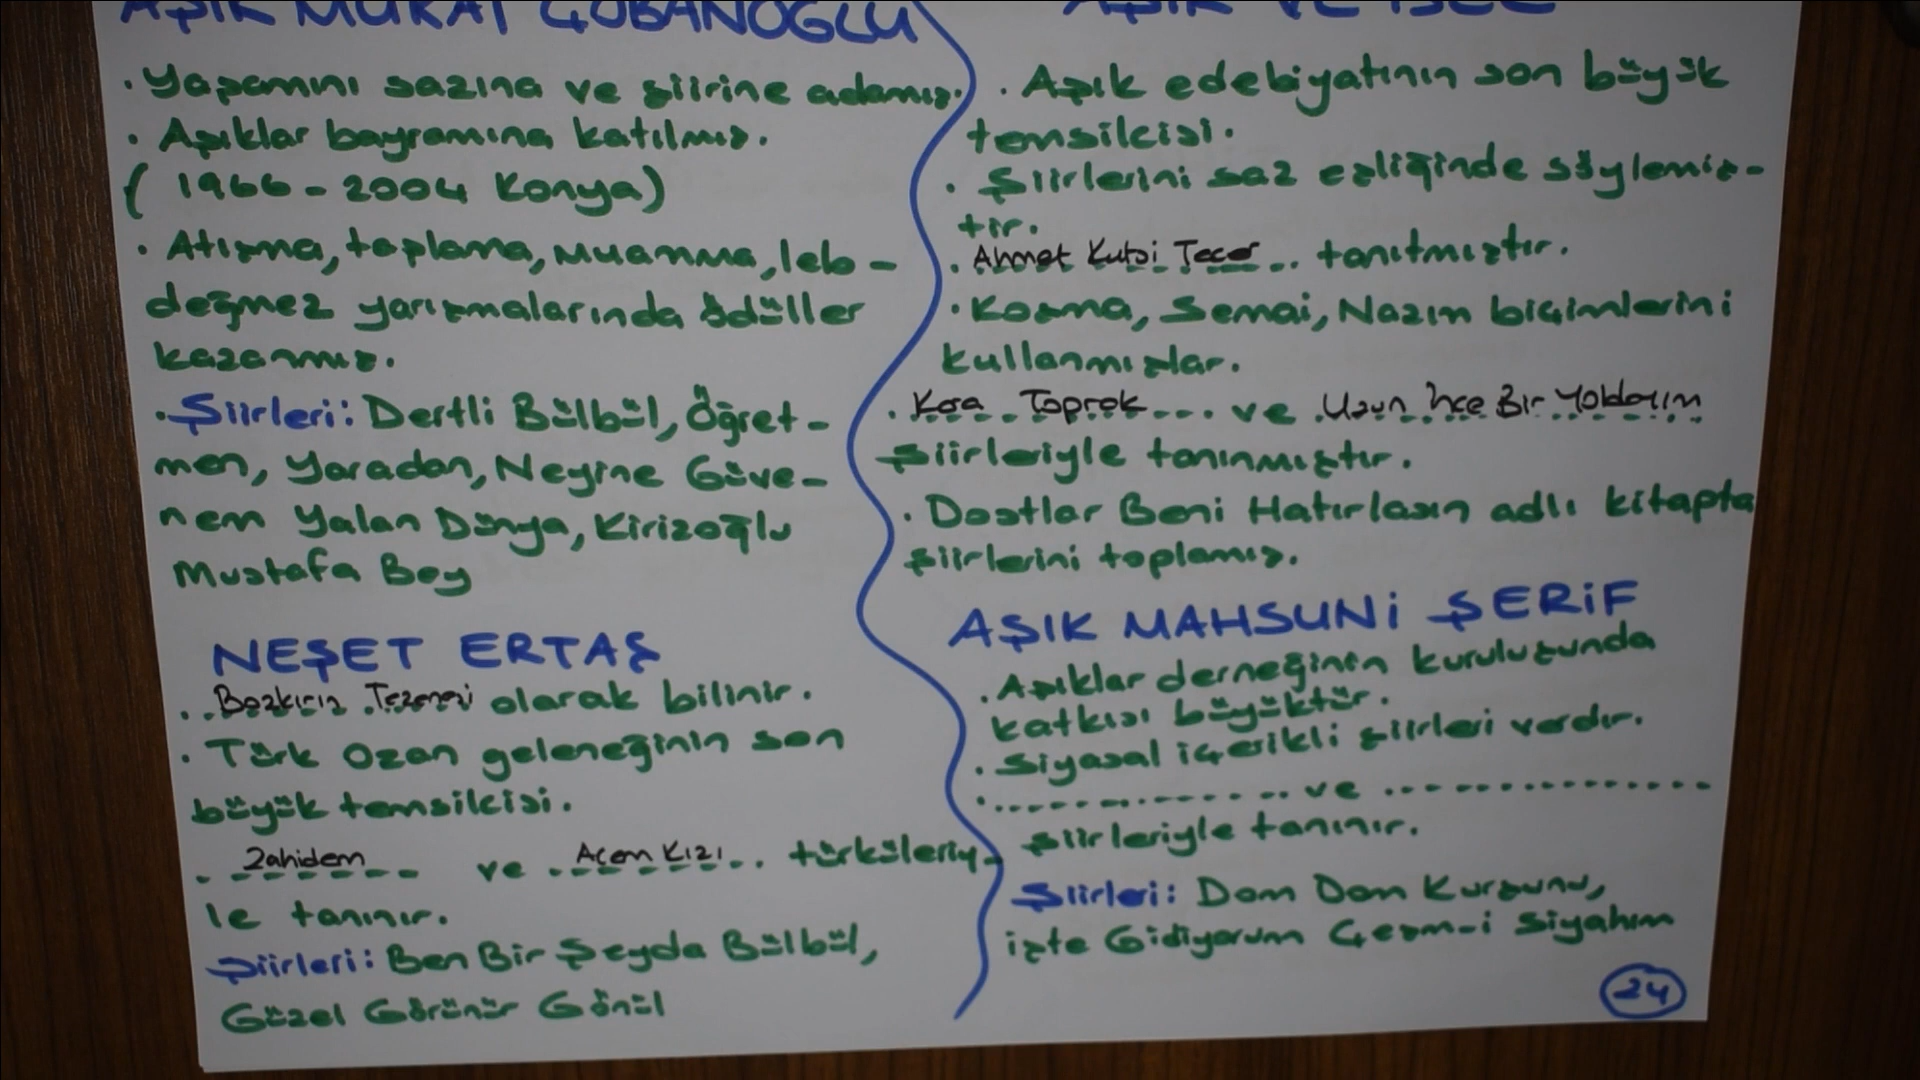 AŞIK MURAT ÇOBANOĞLU
. Yaşamını sazına ve şiirine adamış.
. Aşıklar bayramına katılmış.
( 1966 - 2004 Konya)
. Atışma, taşlama, Muamma, leb-
değmez yarışmalarında ödüller
kazanmış.
. Şiirleri: Dertli Bülbül, Öğret-
men, Yaradan, Neyine Güve-
nem Yalan Dünya, Kirizoğlu
Mustafa Bey
NEŞET ERTAŞ
. Bozkırın Tezenesi olarak bilinir.
. Türk Ozan geleneğinin son
büyük temsilcisi.
. Zahidem ve Acem Kızı türküleriy-
le tanınır.
Şiirleri: Ben Bir Şeyda Bülbül,
Güzel Görünür Gönül
AŞIK VEYSEL
. Aşık edebiyatının son büyük
temsilcisi.
. Şiirlerini saz eşliğinde söylemiş-
tir.
. Ahmet Kutsi Tecer tanıtmıştır.
. Koşma, Semai, Nazım biçimlerini
kullanmışlar.
. Kara Toprak ve Uzun İnce Bir Yoldayım
şiirleriyle tanınmıştır.
. Dostlar Beni Hatırlasın adlı kitapta
şiirlerini toplamış.
AŞIK MAHSUNİ ŞERİF
. Aşıklar derneğinin kuruluşunda
katkısı büyüktür.
. Siyasal içerikli şiirleri vardır.
. .............. ve ..............
şiirleriyle tanınır.
Şiirleri: Dom Dom Kurşunu,
işte Gidiyorum Çeşm-i Siyahım
24